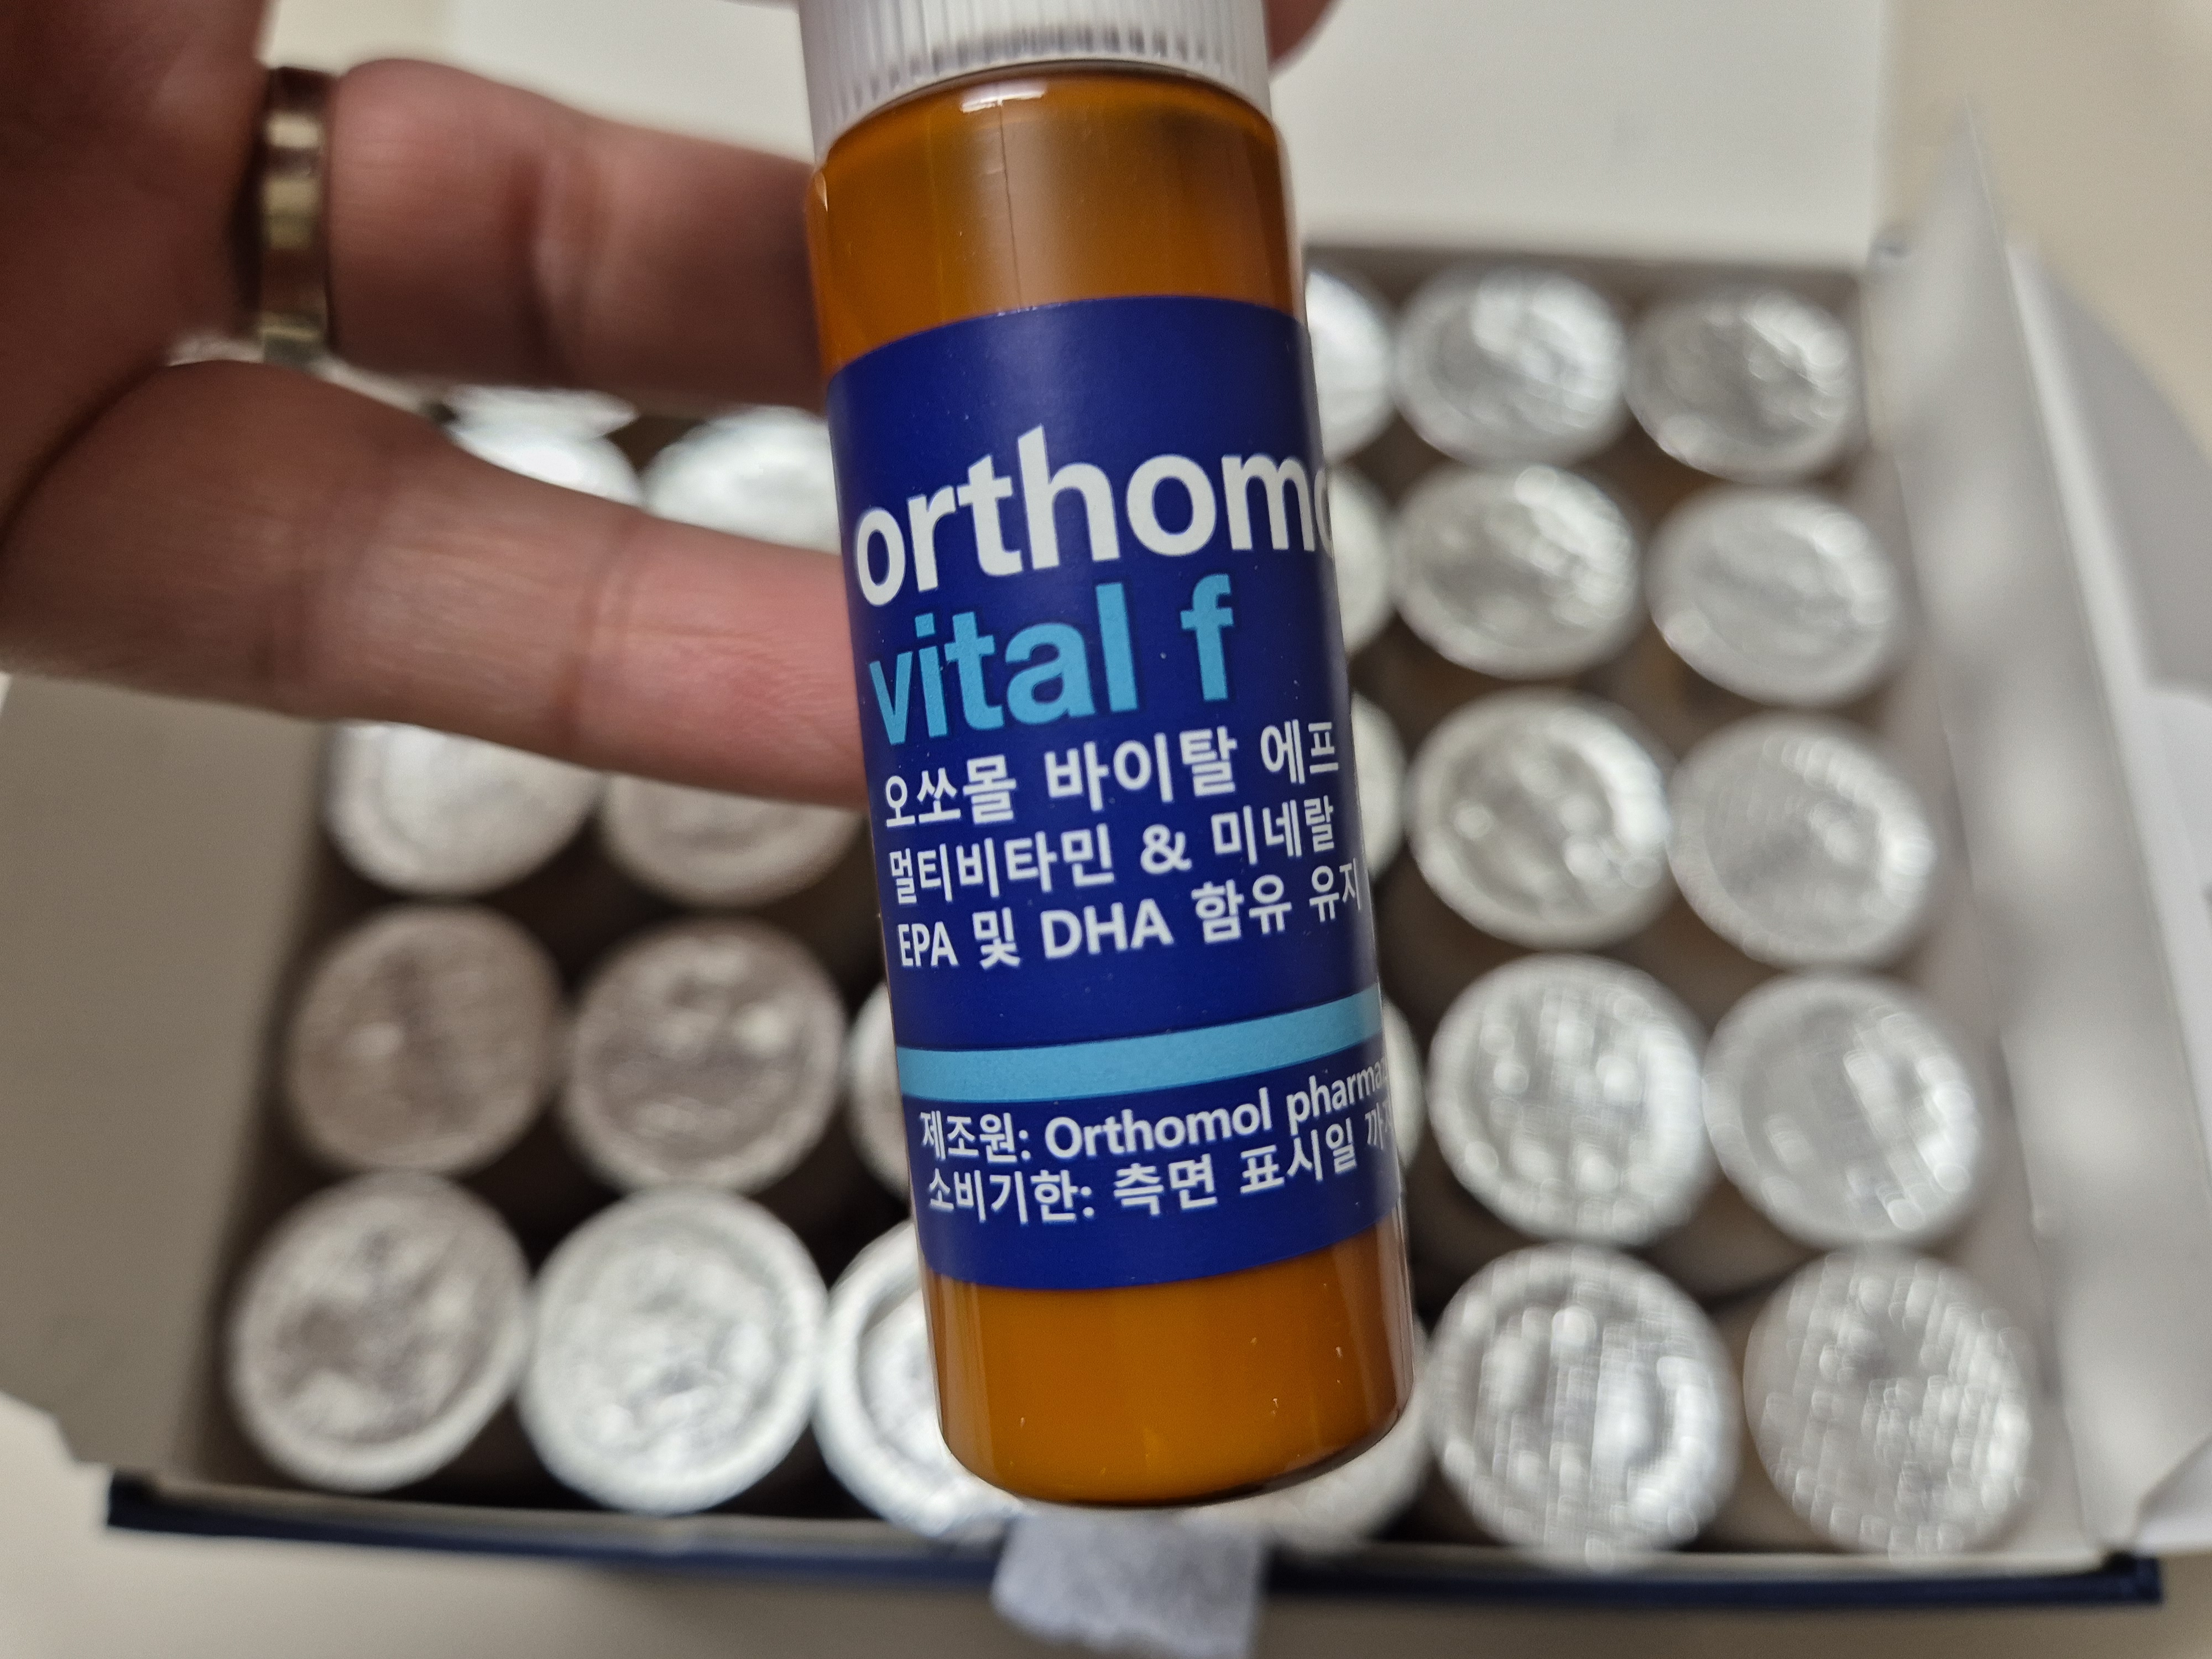 orthomo
vital f
오쏘몰 바이탈 에프
멀티비타민 & 미네랄
EPA 및 DHA 함유 유지
제조원: Orthomol pharma
소비기한: 측면 표시일